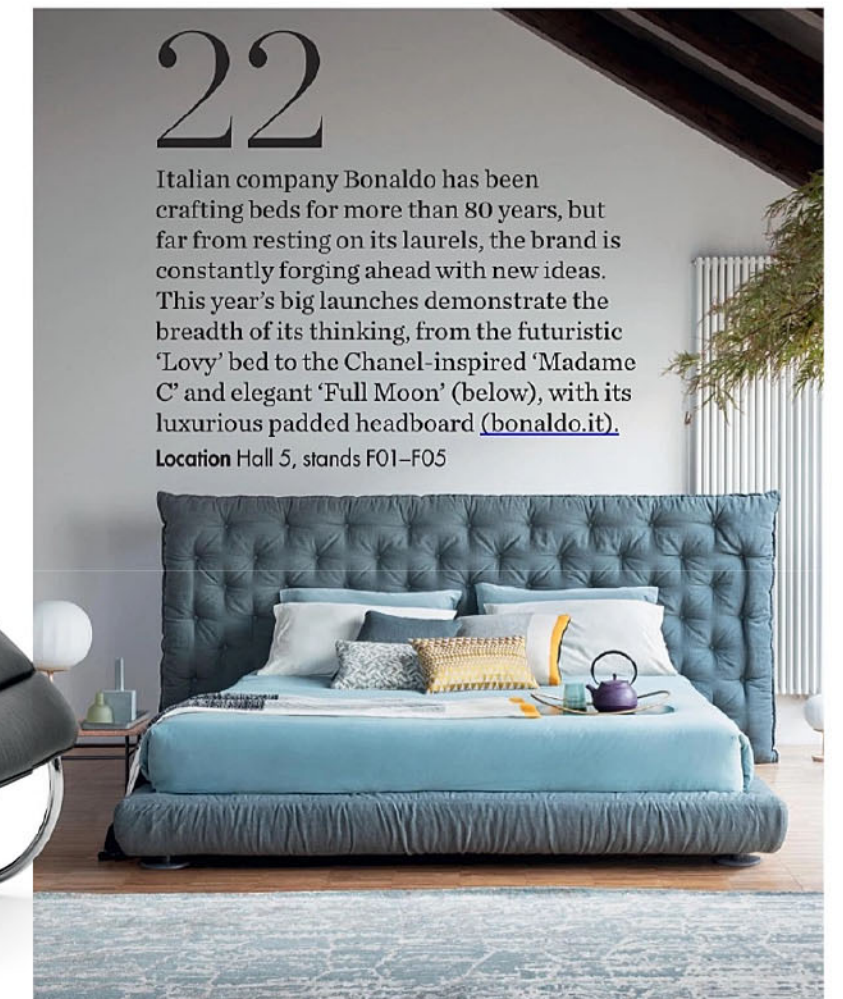 22
Italian company Bonaldo has been
crafting beds for more than 80 years, but
far from resting on its laurels, the brand is
constantly forging ahead with new ideas.
This year’s big launches demonstrate the
breadth of its thinking, from the futuristic
‘Lovy’ bed to the Chanel-inspired ‘Madame
C’ and elegant ‘Full Moon’ (below), with its
luxurious padded headboard (bonaldo.it).
Location Hall 5, stands F01–F05